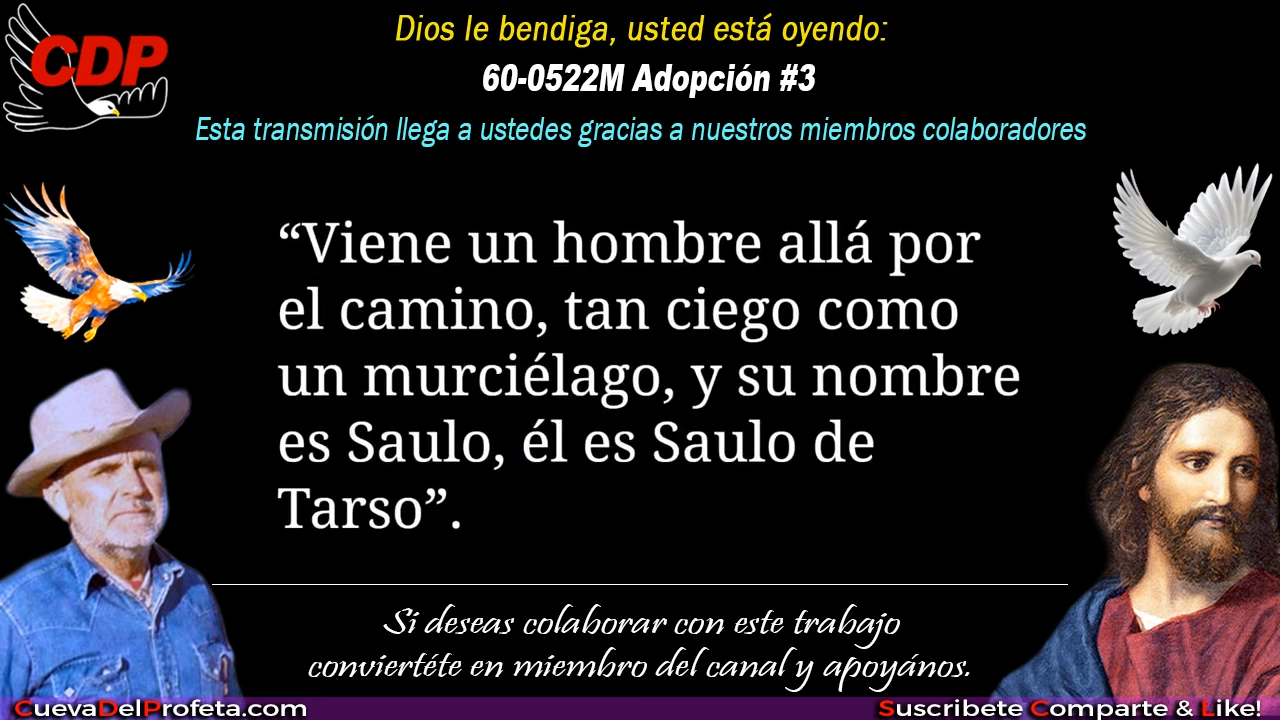 CDP
Dios le bendiga, usted está oyendo:
60-0522M Adopción #3
Esta transmisión llega a ustedes gracias a nuestros miembros colaboradores
“Viene un hombre allá por
el camino, tan ciego como
un murciélago, y su nombre
es Saulo, él es Saulo de
Tarso”.
Si deseas colaborar con este trabajo
conviertéte en miembro del canal y apoyános.
CuevaDelProfeta.com
Suscribete Comparte & Like!